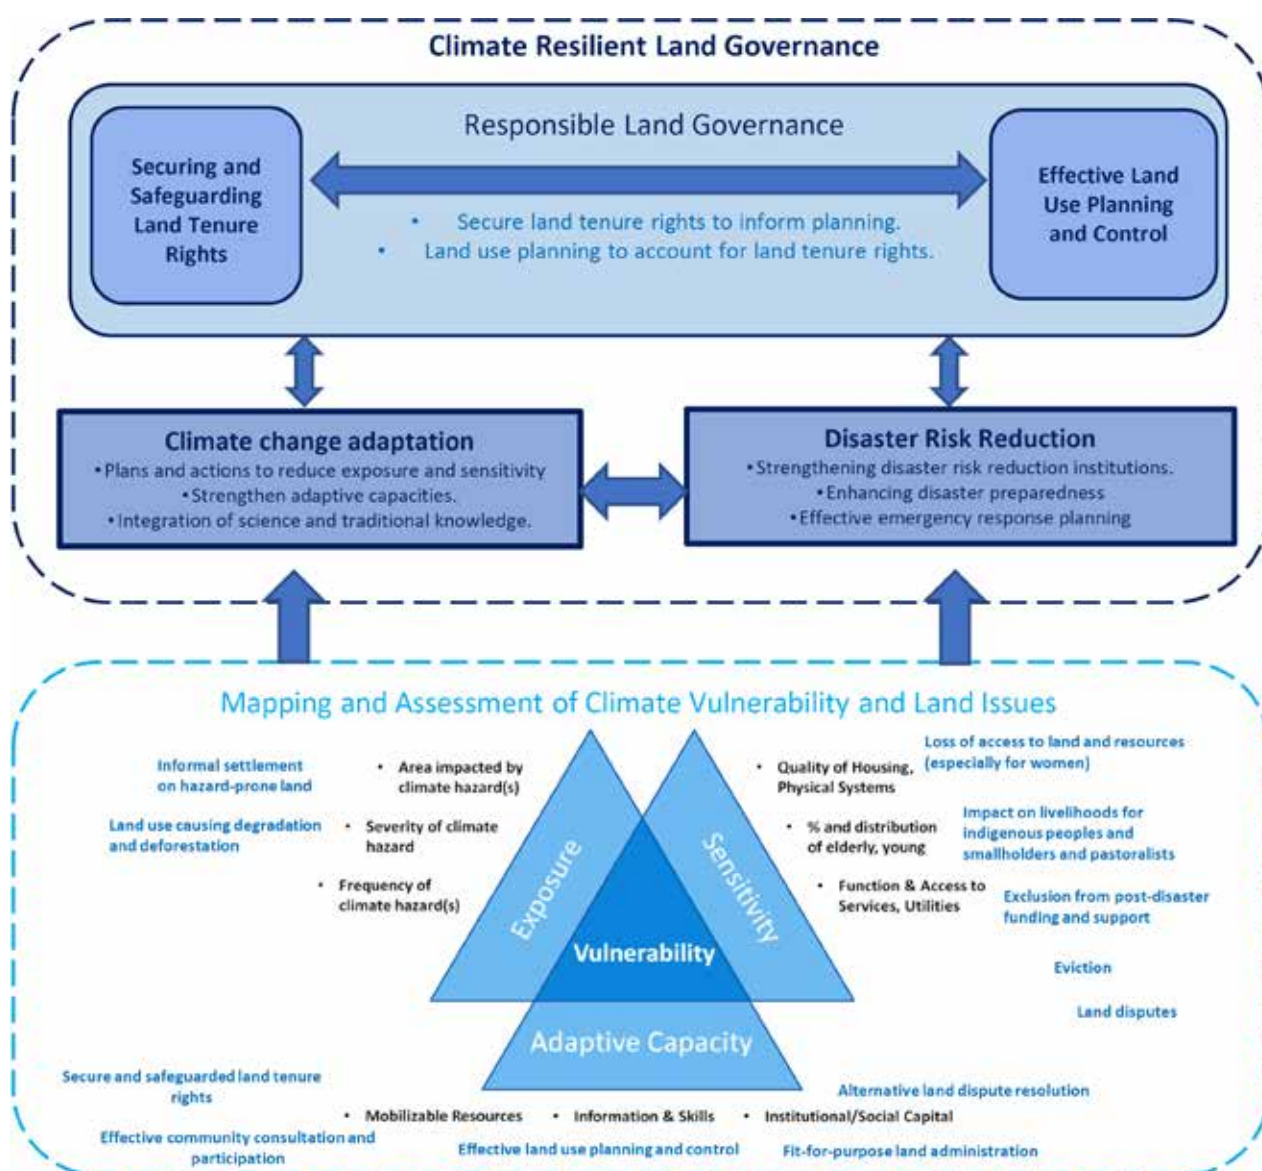 Climate Resilient Land Governance
Responsible Land Governance
Securing and
Safeguarding
Land Tenure
Rights
Effective Land
Use Planning
and Control
• Secure land tenure rights to inform planning.
• Land use planning to account for land tenure rights.
Climate change adaptation
• Plans and actions to reduce exposure and sensitivity
• Strengthen adaptive capacities.
• Integration of science and traditional knowledge.
Disaster Risk Reduction
• Strengthening disaster risk reduction institutions.
• Enhancing disaster preparedness
• Effective emergency response planning
Mapping and Assessment of Climate Vulnerability and Land Issues
Informal settlement
on hazard-prone land
Land use causing degradation
and deforestation
• Area impacted by
climate hazard(s)
• Severity of climate
hazard
• Frequency of
climate hazard(s)
Exposure
Sensitivity
Vulnerability
Adaptive Capacity
• Quality of Housing,
Physical Systems
• % and distribution
of elderly, young
• Function & Access to
Services, Utilities
Loss of access to land and resources
(especially for women)
Impact on livelihoods for
indigenous peoples and
smallholders and pastoralists
Exclusion from post-disaster
funding and support
Eviction
Land disputes
Secure and safeguarded land tenure
rights
Alternative land dispute resolution
• Mobilizable Resources
• Information & Skills
• Institutional/Social Capital
Effective community consultation and
participation
Effective land use planning and control
Fit-for-purpose land administration